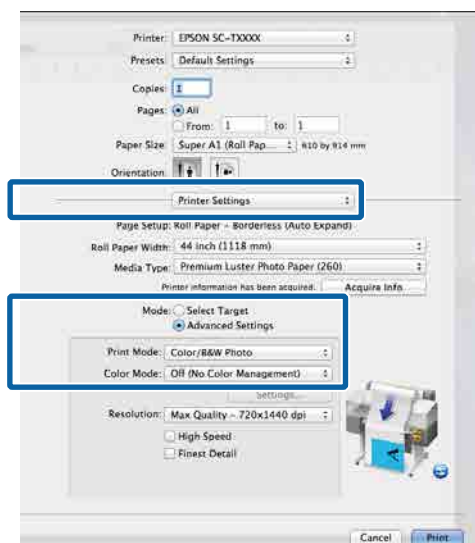 Printer: EPSON SC-TXXXX
Presets: Default Settings
Copies: 1
Pages: All
From: 1 to: 1
Paper Size: Super A1 (Roll Pap... 610 by 914 mm
Orientation:
Printer Settings
Page Setup: Roll Paper - Borderless (Auto Expand)
Roll Paper Width: 44 inch (1118 mm)
Media Type: Premium Luster Photo Paper (260)
Printer information has been acquired. Acquire Info
Mode: Select Target
Advanced Settings
Print Mode: Color/B&W Photo
Color Mode: Off (No Color Management)
Settings...
Resolution: Max Quality - 720x1440 dpi
High Speed
Finest Detail
Cancel Print